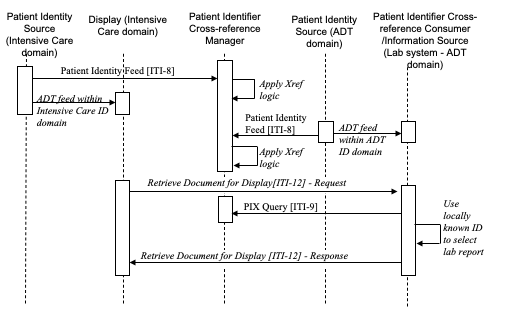 Patient Identity
Source
(Intensive Care
domain)
Display (Intensive
Care domain)
Patient Identifier
Cross-reference
Manager
Patient Identity
Source (ADT
domain)
Patient Identifier Cross-
reference Consumer
/Information Source
(Lab system - ADT
domain)
Patient Identity Feed [ITI-8]
Apply Xref
logic
ADT feed within
Intensive Care ID
domain
Patient Identity
Feed [ITI-8]
ADT feed
within ADT
ID domain
Apply Xref
logic
Retrieve Document for Display[ITI-12] - Request
PIX Query [ITI-9]
Use
locally
known ID
to select
lab report
Retrieve Document for Display [ITI-12] - Response